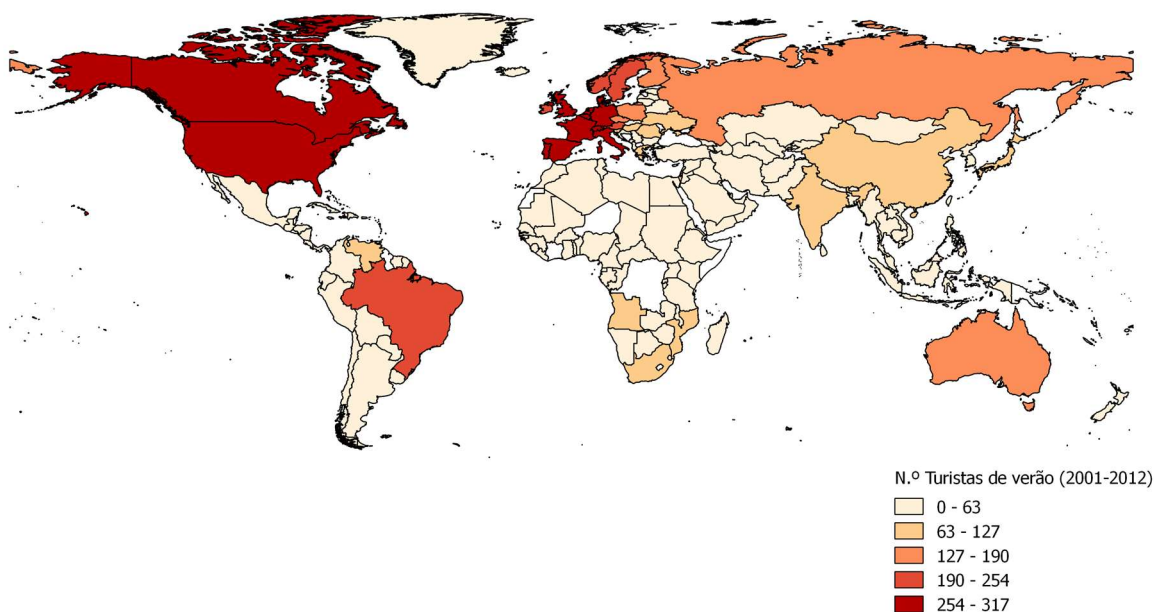 N.º Turistas de verão (2001-2012)
0 - 63
63 - 127
127 - 190
190 - 254
254 - 317